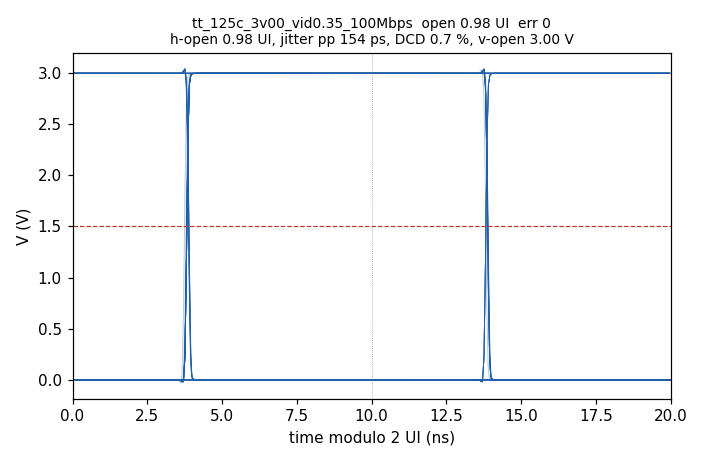 tt_125c_3v00_vid0.35_100Mbps  open 0.98 UI  err 0
h-open 0.98 UI, jitter pp 154 ps, DCD 0.7 %, v-open 3.00 V
3.0
2.5
2.0
1.5
1.0
0.5
0.0
V (V)
0.0 2.5 5.0 7.5 10.0 12.5 15.0 17.5 20.0
time modulo 2 UI (ns)